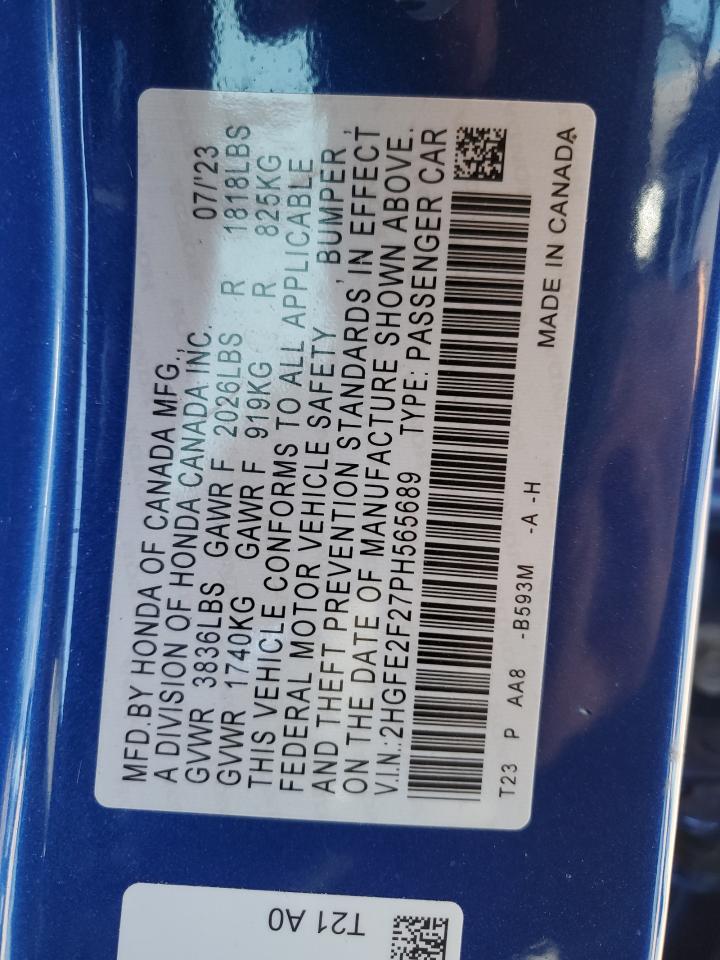 MFD.BY HONDA OF CANADA MFG.,
A DIVISION OF HONDA CANADA INC. 07/'23
GVWR 3836LBS GAWR F 2026LBS R 1818LBS
GVWR 1740KG GAWR F 919KG R 825KG
THIS VEHICLE CONFORMS TO ALL APPLICABLE
FEDERAL MOTOR VEHICLE SAFETY, BUMPER,
AND THEFT PREVENTION STANDARDS IN EFFECT
ON THE DATE OF MANUFACTURE SHOWN ABOVE.
V.I.N.:2HGFE2F27PH565689 TYPE: PASSENGER CAR
T23 P AA8 -B593M -A -H
MADE IN CANADA
T21 A0